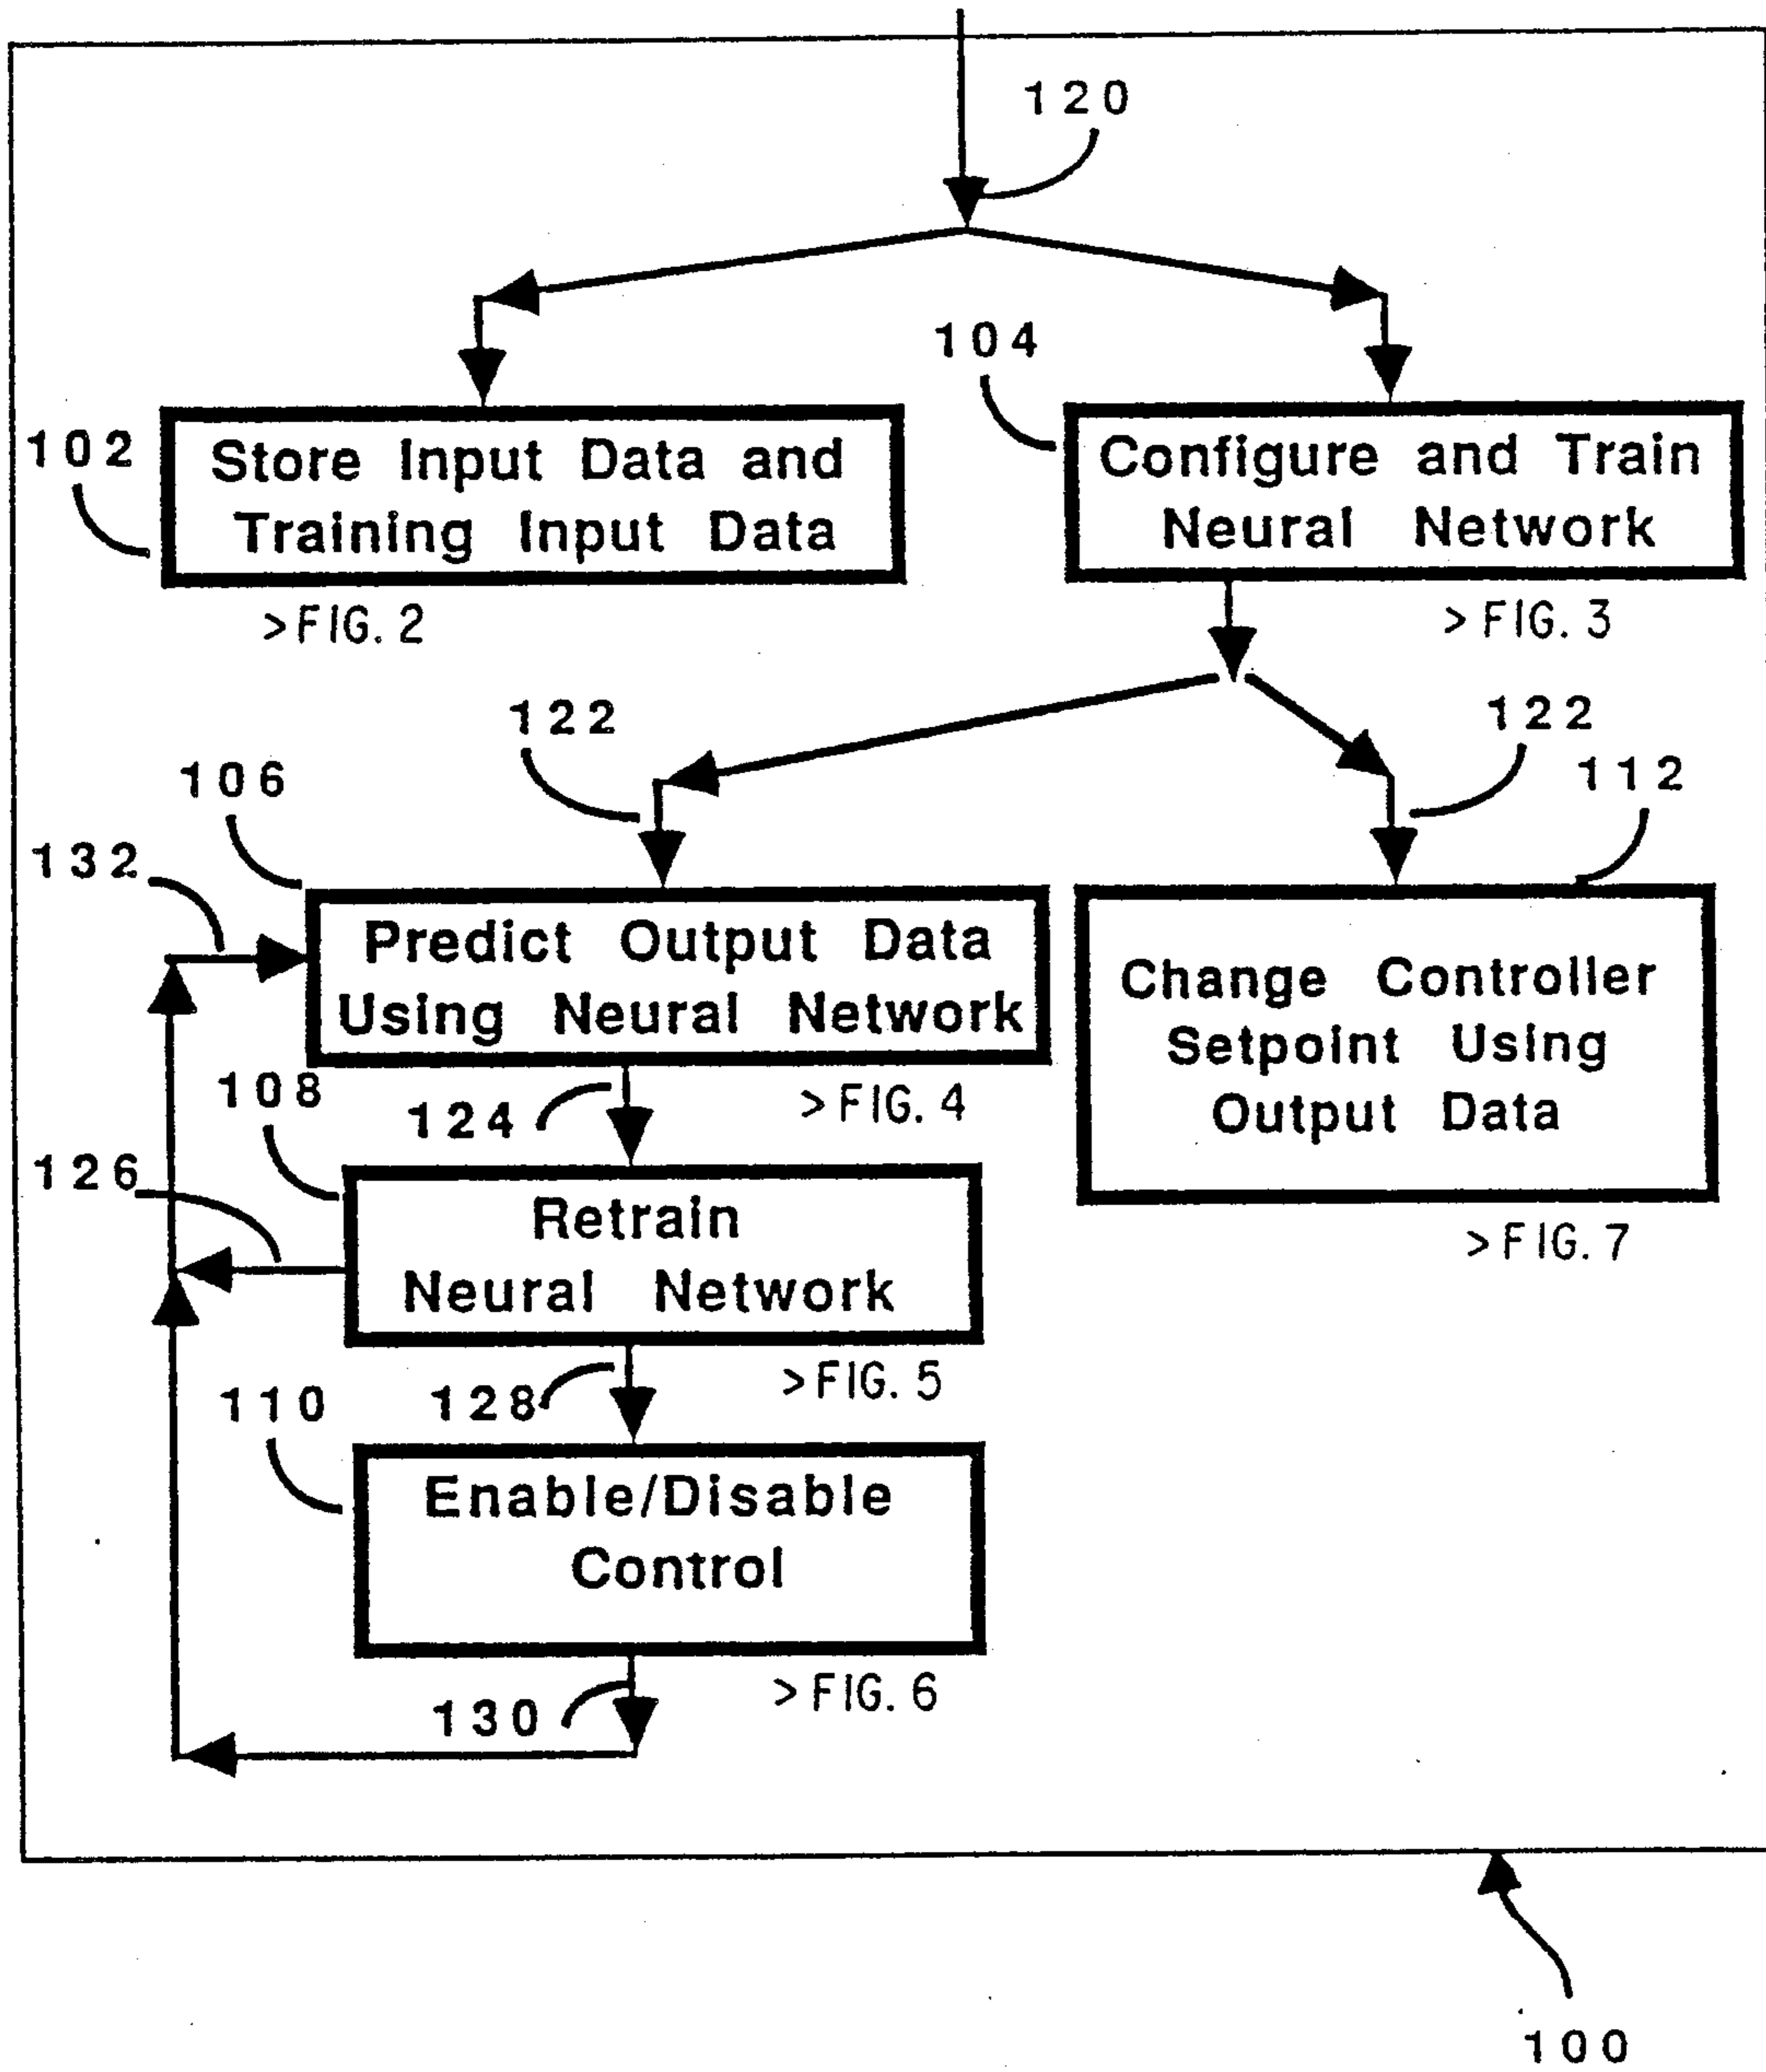 120
104
102
Store Input Data and
Training Input Data
Configure and Train
Neural Network
>FIG. 2
> FIG. 3
122
122
106
112
132
Predict Output Data
Using Neural Network
Change Controller
Setpoint Using
Output Data
108
124
>FIG. 4
126
Retrain
Neural Network
>FIG. 7
110
128
>FIG. 5
Enable/Disable
Control
130
>FIG. 6
100